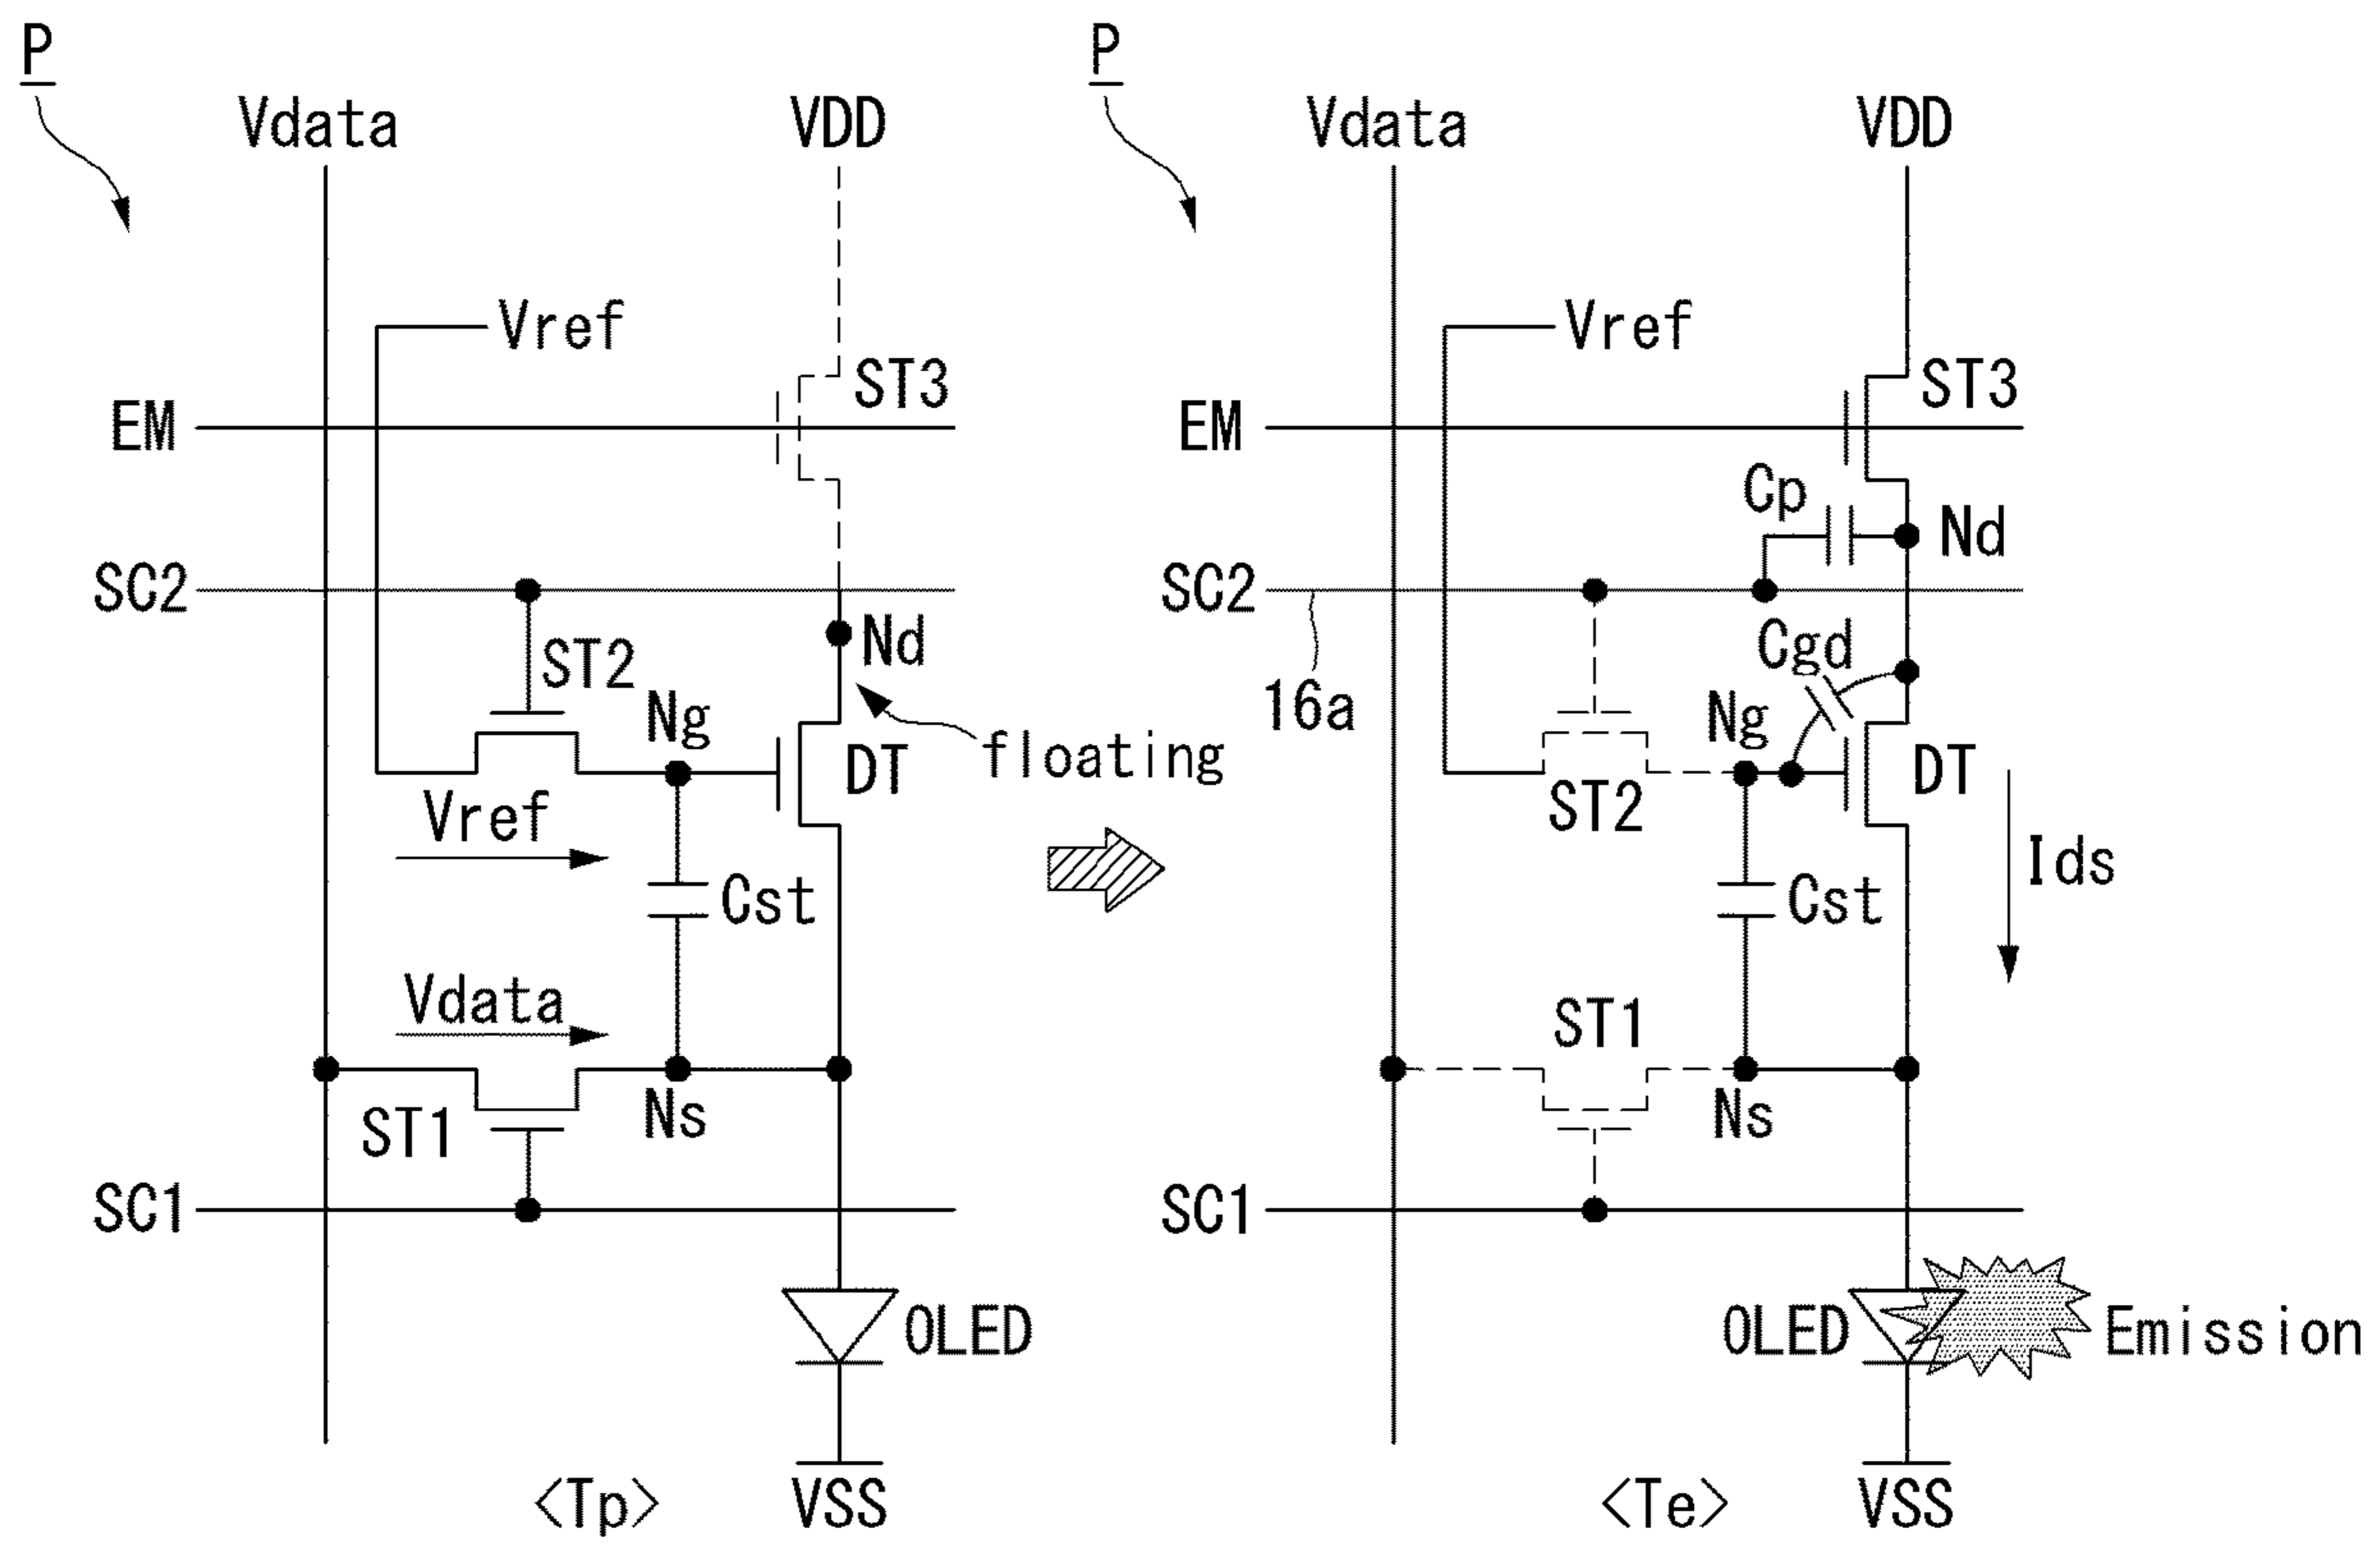 P
Vdata
VDD
Vref
ST3
EM
SC2
Nd
ST2
Ng
floating
DT
Vref
Cst
Vdata
Ns
ST1
SC1
OLED
VSS
<Tp>
P
Vdata
VDD
Vref
ST3
EM
Cp
Nd
SC2
Cgd
16a
Ng
DT
ST2
Ids
Cst
ST1
Ns
SC1
OLED
Emission
VSS
<Te>